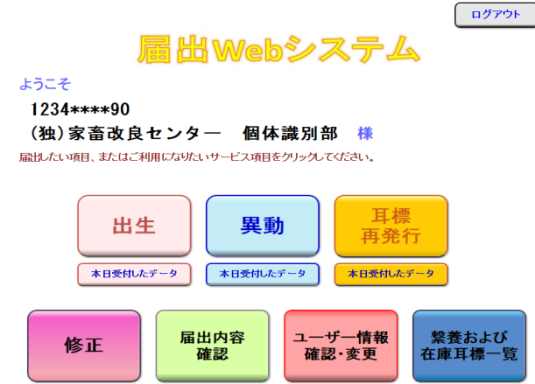 ログアウト
届出Webシステム
ようこそ
1234****90
(独)家畜改良センター 個体識別部 様
届出したい項目、またはご利用になりたいサービス項目をクリックしてください。
出生
異動
耳標
再発行
本日受付したデータ
本日受付したデータ
本日受付したデータ
修正
届出内容
確認
ユーザー情報
確認・変更
繋養および
在庫耳標一覧